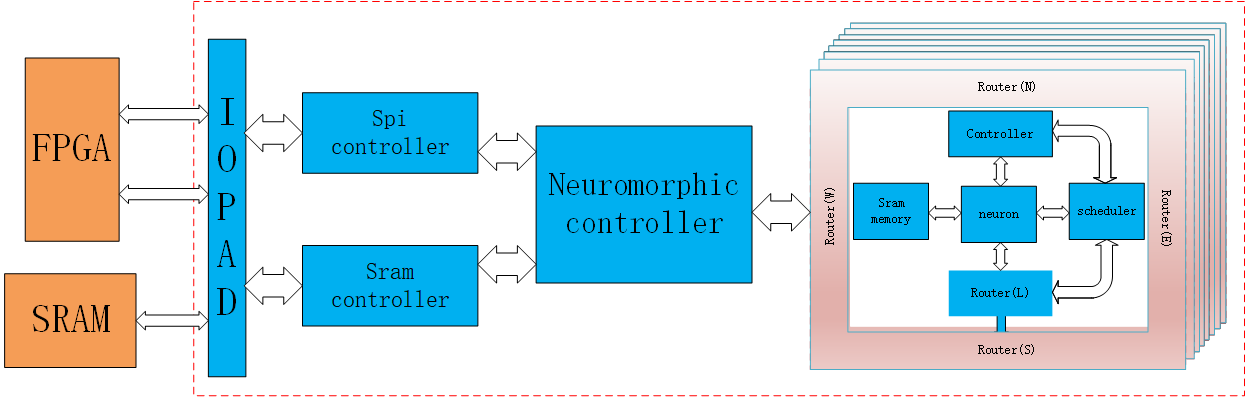 FPGA
SRAM
IOPAD
Spi
controller
Sram
controller
Neuromorphic
controller
Router(N)
Router(W)
Controller
Sram
memory
neuron
scheduler
Router(L)
Router(E)
Router(S)